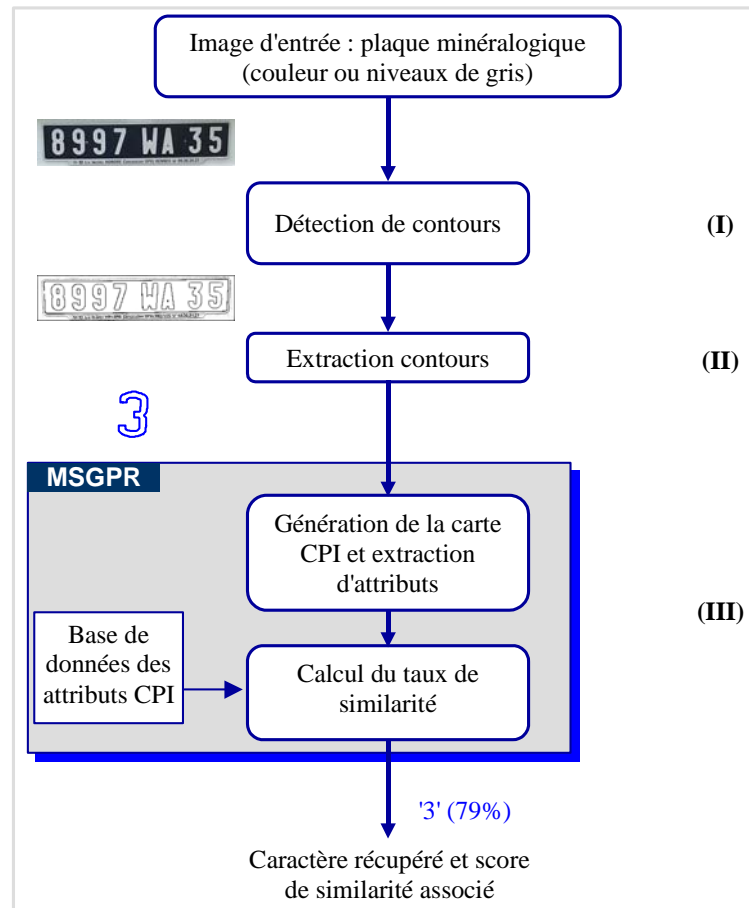 Image d'entrée : plaque minéralogique
(couleur ou niveaux de gris)
8997 WA 35
Détection de contours
(I)
8997 WA 35
Extraction contours
(II)
3
MSGPR
Génération de la carte
CPI et extraction
d'attributs
(III)
Base de
données des
attributs CPI
Calcul du taux de
similarité
'3' (79%)
Caractère récupéré et score
de similarité associé